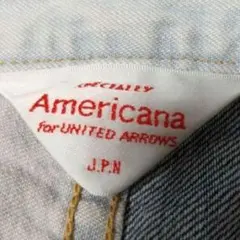 SPECIALLY
Americana
for UNITED ARROWS
J.P.N